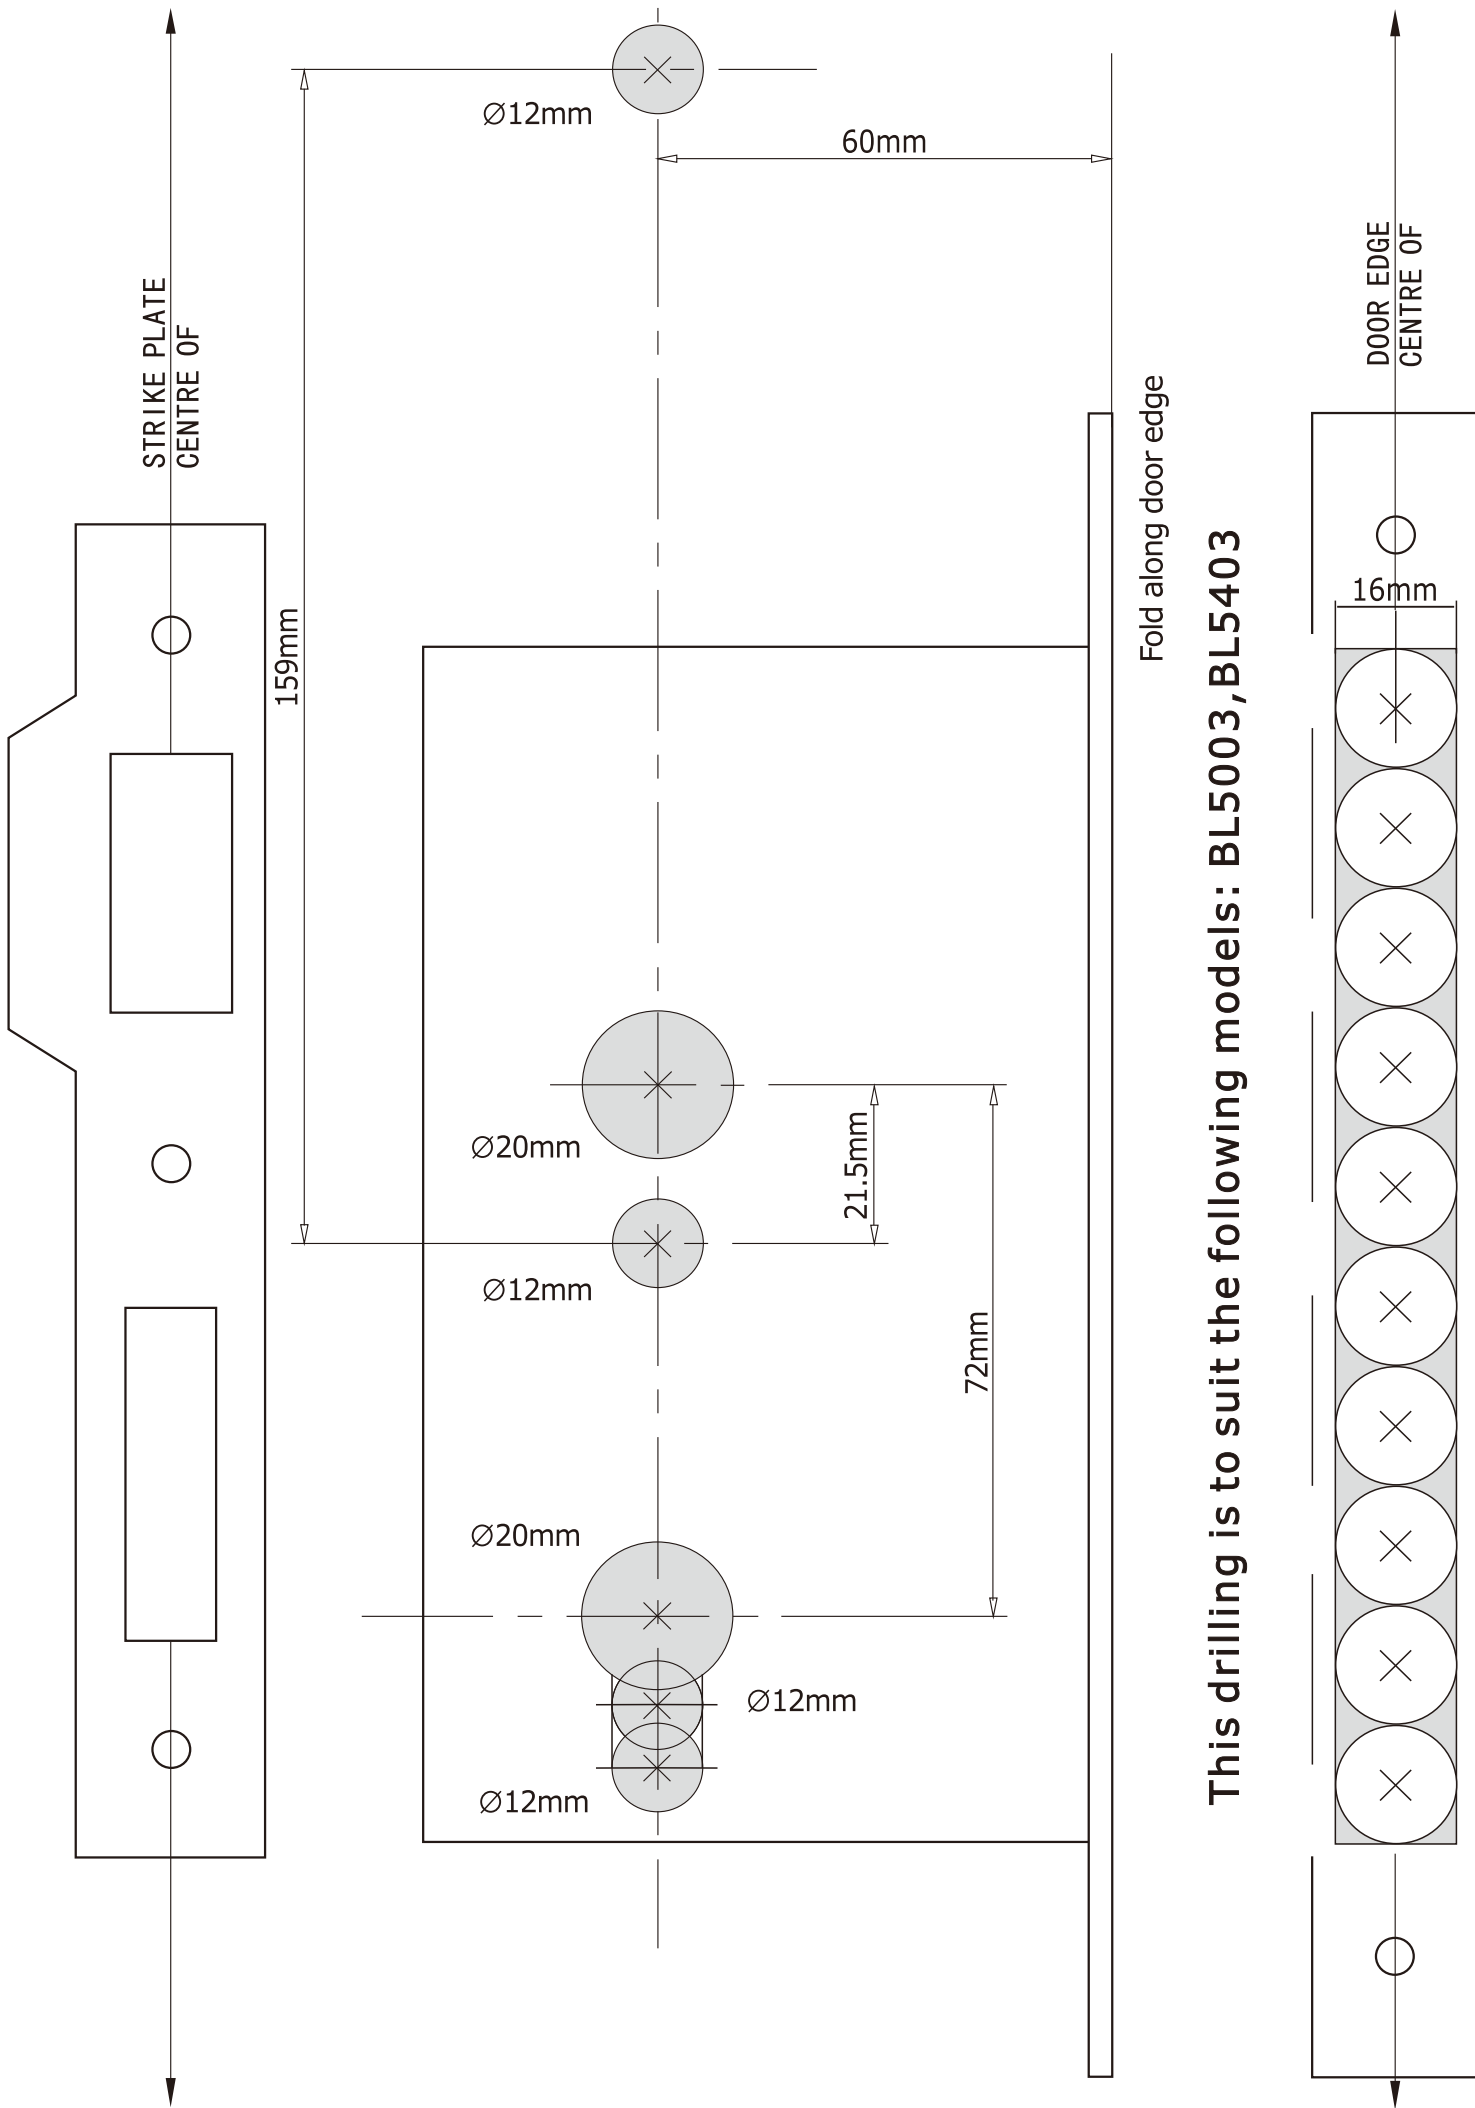 Ø12mm
60mm
STRIKE PLATE
CENTRE OF
DOOR EDGE
CENTRE OF
Fold along door edge
159mm
16mm
This drilling is to suit the following models: BL5003,BL5403
Ø20mm
21.5mm
Ø12mm
72mm
Ø20mm
Ø12mm
Ø12mm